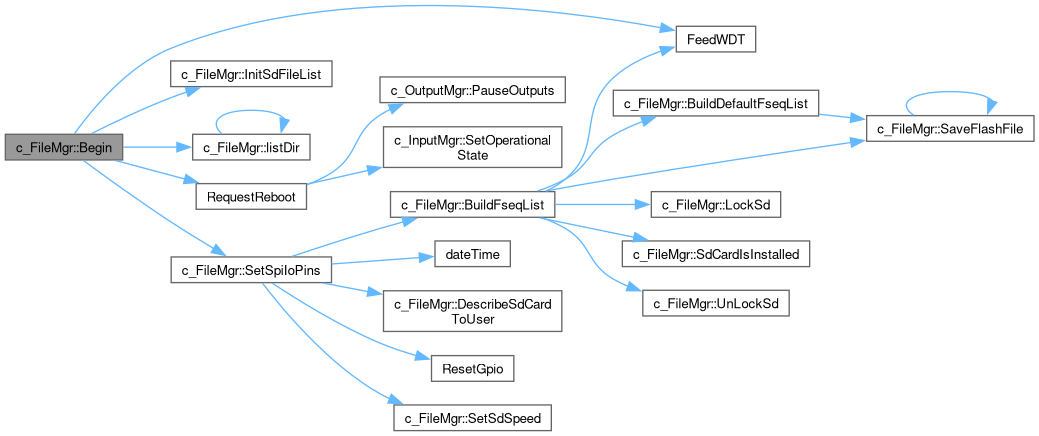 FeedWDT
c_FileMgr::InitSdFileList
c_OutputMgr::PauseOutputs
c_FileMgr::BuildDefaultFseqList
c_FileMgr::SaveFlashFile
c_FileMgr::Begin
c_FileMgr::listDir
c_InputMgr::SetOperational
State
RequestReboot
c_FileMgr::BuildFseqList
c_FileMgr::LockSd
c_FileMgr::SetSpiIoPins
dateTime
c_FileMgr::SdCardIsInstalled
c_FileMgr::DescribeSdCard
ToUser
c_FileMgr::UnLockSd
ResetGpio
c_FileMgr::SetSdSpeed